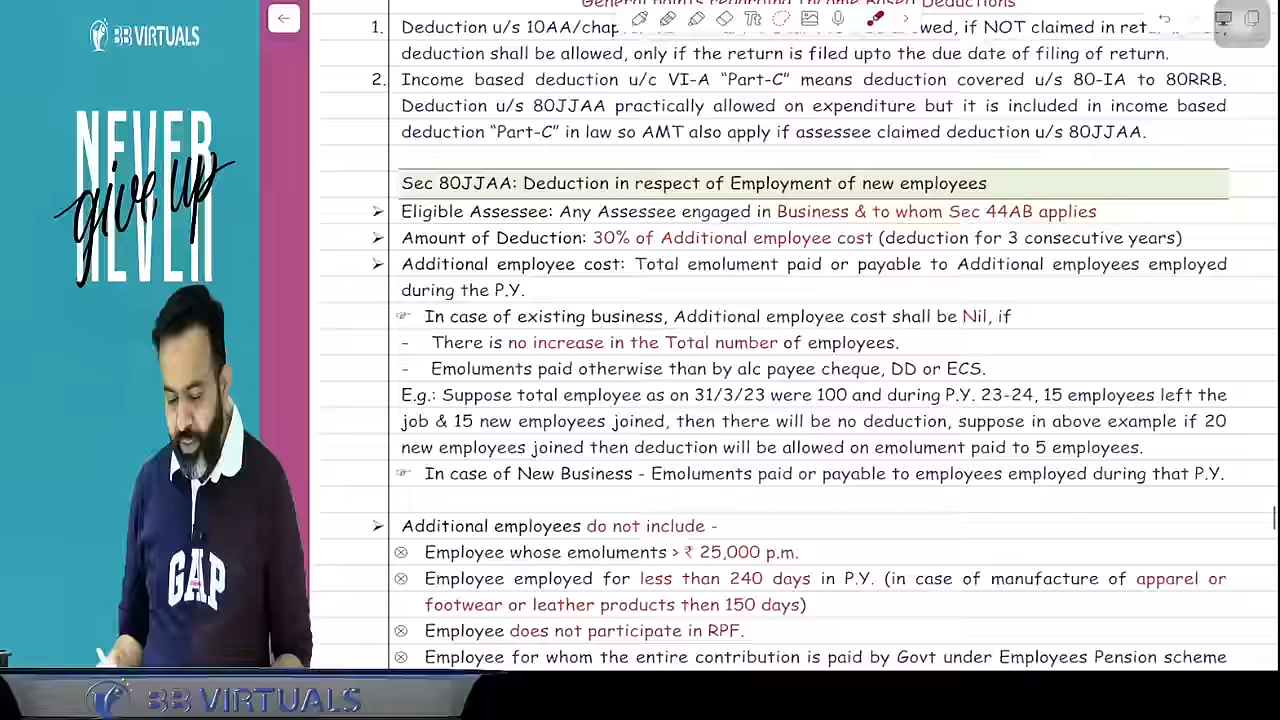 BB VIRTUALS
NEVER
give up
NEVER
GAP
General points regarding Income Based Deductions
1. Deduction u/s 10AA/chap wed, if NOT claimed in
deduction shall be allowed, only if the return is filed upto the due date of filing of return.
2. Income based deduction u/c VI-A “Part-C” means deduction covered u/s 80-IA to 80RRB.
Deduction u/s 80JJAA practically allowed on expenditure but it is included in income based
deduction “Part-C” in law so AMT also apply if assessee claimed deduction u/s 80JJAA.
Sec 80JJAA: Deduction in respect of Employment of new employees
➢ Eligible Assessee: Any Assessee engaged in Business & to whom Sec 44AB applies
➢ Amount of Deduction: 30% of Additional employee cost (deduction for 3 consecutive years)
➢ Additional employee cost: Total emolument paid or payable to Additional employees employed
during the P.Y.
☞ In case of existing business, Additional employee cost shall be Nil, if
- There is no increase in the Total number of employees.
- Emoluments paid otherwise than by alc payee cheque, DD or ECS.
E.g.: Suppose total employee as on 31/3/23 were 100 and during P.Y. 23-24, 15 employees left the
job & 15 new employees joined, then there will be no deduction, suppose in above example if 20
new employees joined then deduction will be allowed on emolument paid to 5 employees.
☞ In case of New Business - Emoluments paid or payable to employees employed during that P.Y.
➢ Additional employees do not include -
⊗ Employee whose emoluments > ₹ 25,000 p.m.
⊗ Employee employed for less than 240 days in P.Y. (in case of manufacture of apparel or
footwear or leather products then 150 days)
⊗ Employee does not participate in RPF.
⊗ Employee for whom the entire contribution is paid by Govt under Employees Pension scheme
BB VIRTUALS